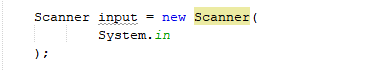 Scanner input = new Scanner(
System.in
);